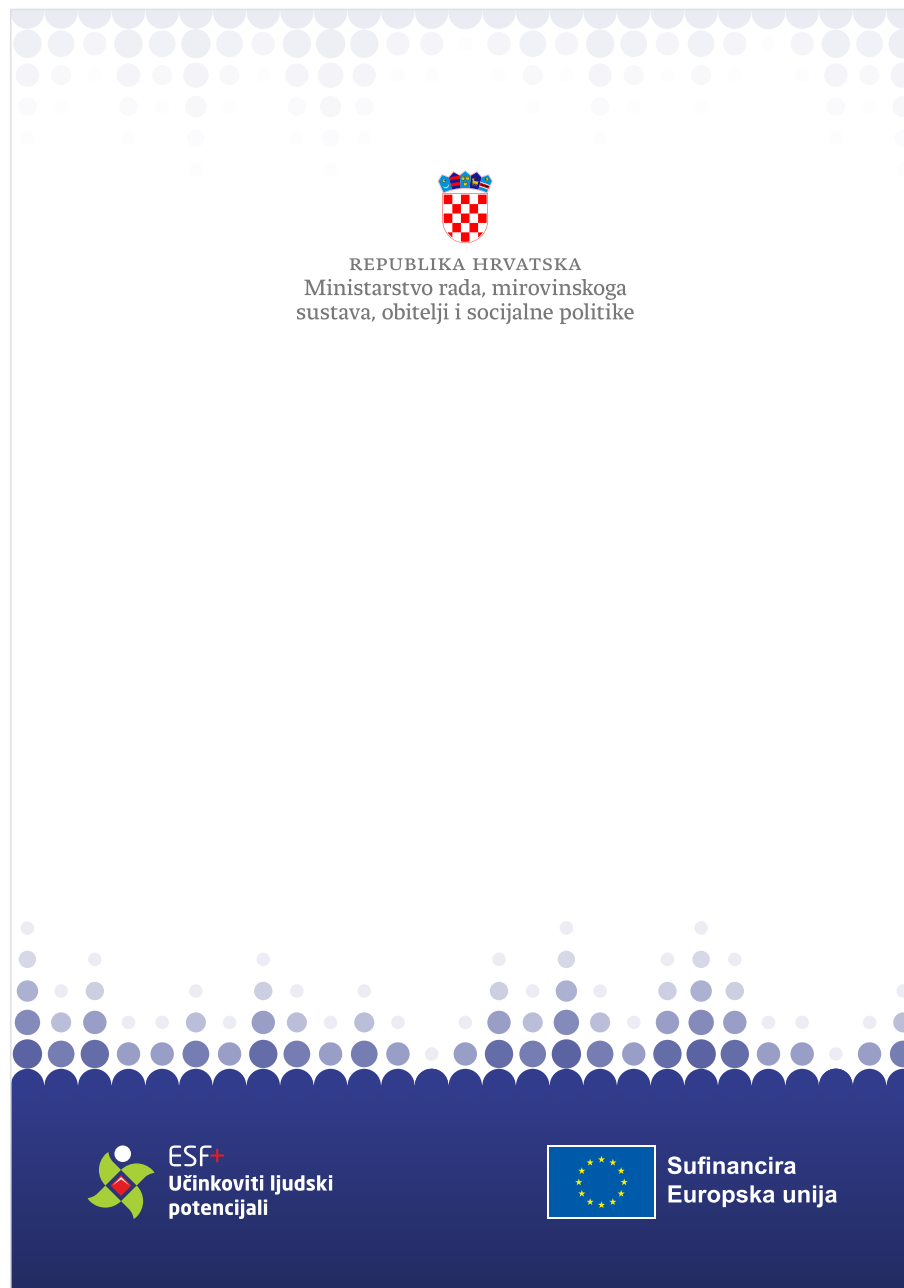 REPUBLIKA HRVATSKA
Ministarstvo rada, mirovinskoga
sustava, obitelji i socijalne politike
ESF+
Učinkoviti ljudski
potencijali
Sufinancira
Europska unija